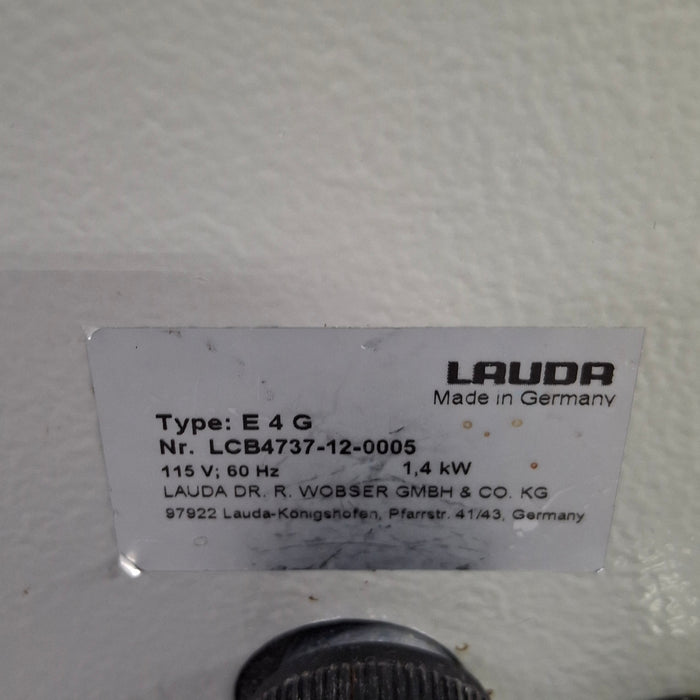 LAUDA
Made in Germany
Type: E 4 G
Nr. LCB4737-12-0005
115 V; 60 Hz 1,4 kW
LAUDA DR. R. WOBSER GMBH & CO. KG
97922 Lauda-Königshofen, Pfarrstr. 41/43, Germany